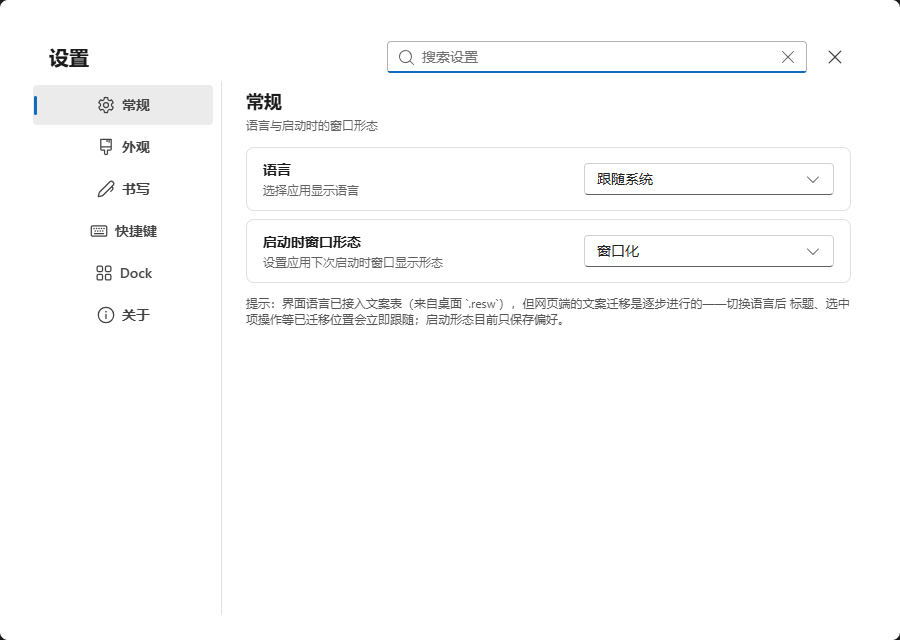 设置
搜索设置
常规
外观
书写
快捷键
Dock
关于
常规
语言与启动时的窗口形态
语言
选择应用显示语言
跟随系统
启动时窗口形态
设置应用下次启动时窗口显示形态
窗口化
提示：界面语言已接入文案表（来自桌面 `.resw`），但网页端的文案迁移是逐步进行的——切换语言后 标题、选中
项操作等已迁移位置会立即跟随；启动形态目前只保存偏好。